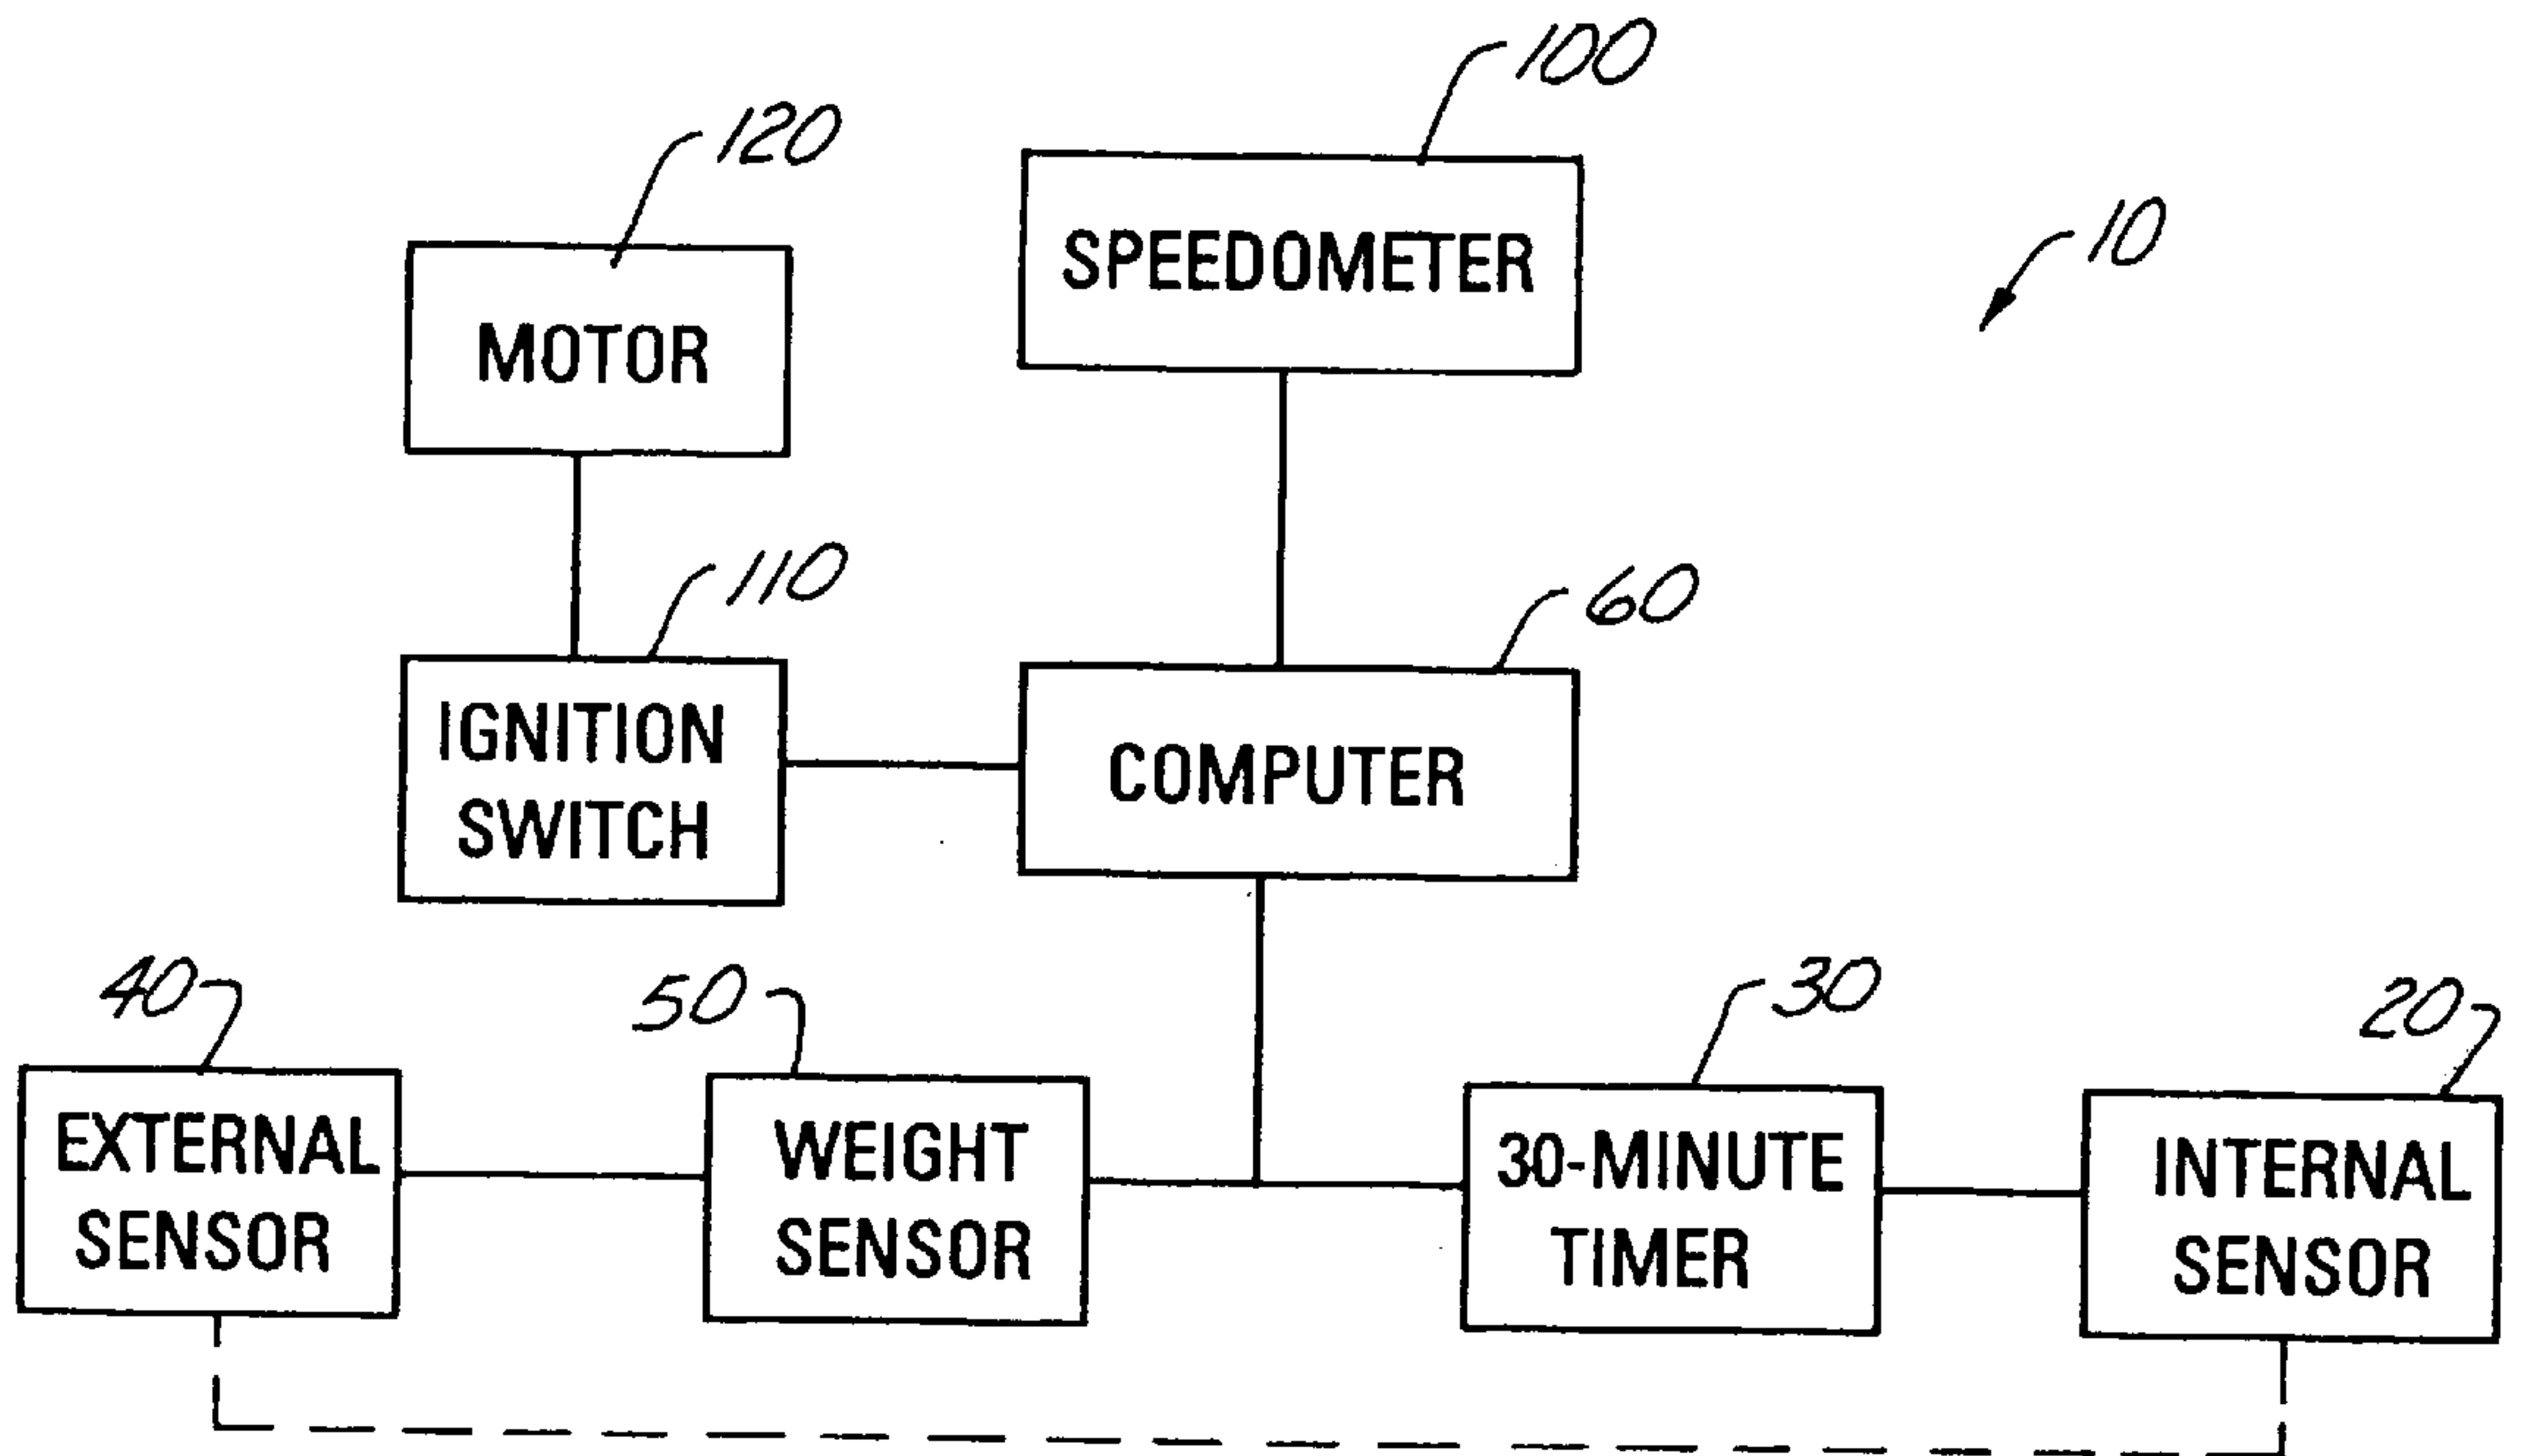 100
120
10
SPEEDOMETER
MOTOR
110
60
IGNITION
SWITCH
COMPUTER
40
50
30
20
EXTERNAL
SENSOR
WEIGHT
SENSOR
30-MINUTE
TIMER
INTERNAL
SENSOR